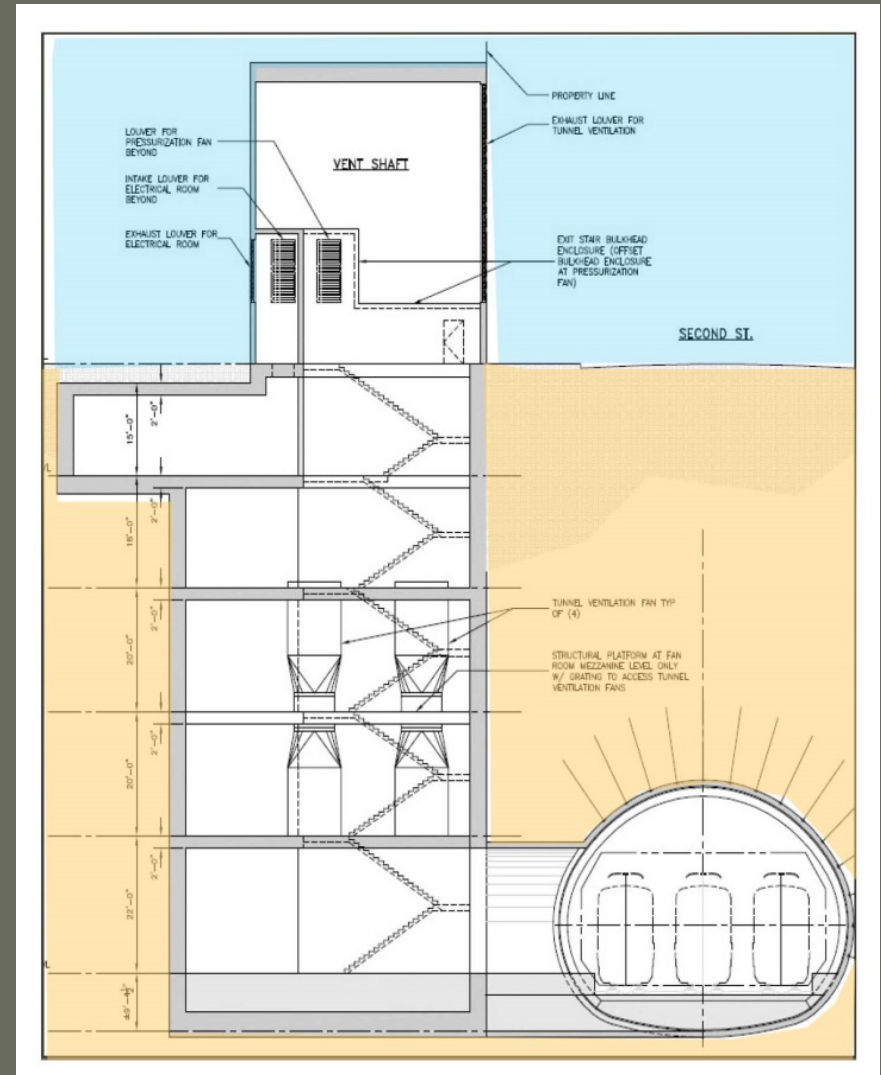 PROPERTY LINE
EXHAUST LOUVER FOR
TUNNEL VENTILATION
LOUVER FOR
PRESSURIZATION FAN
BEYOND
VENT SHAFT
INTAKE LOUVER FOR
ELECTRICAL ROOM
BEYOND
EXHAUST LOUVER FOR
ELECTRICAL ROOM
EXIT STAIR BULKHEAD
ENCLOSURE (OFFSET
BULKHEAD ENCLOSURE
AT PRESSURIZATION
FAN)
SECOND ST.
15'-0"
2'-0"
18'-0"
2'-0"
20'-0"
2'-0"
TUNNEL VENTILATION FAN TYP
OF (4)
STRUCTURAL PLATFORM AT FAN
ROOM MEZZANINE LEVEL ONLY
W/ GRATING TO ACCESS TUNNEL
VENTILATION FANS
20'-0"
2'-0"
22'-0"
2'-0"